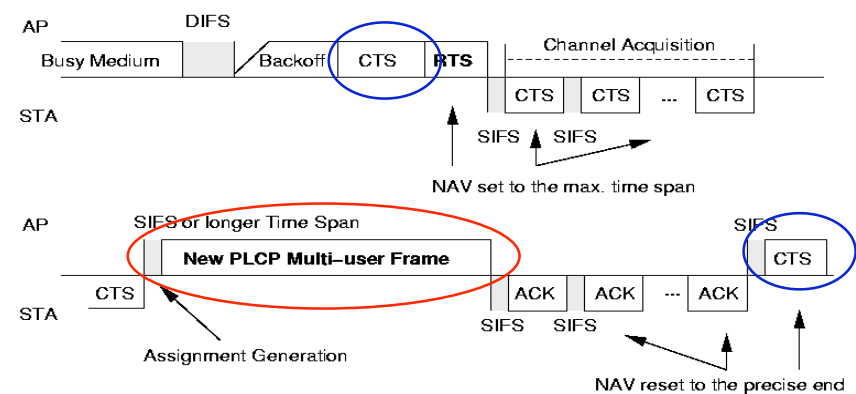 AP
DIFS
Busy Medium
Backoff
CTS
RTS
Channel Acquisition
CTS
CTS
...
CTS
STA
SIFS
SIFS
NAV set to the max. time span
AP
SIFS or longer Time Span
SIFS
New PLCP Multi-user Frame
CTS
CTS
ACK
ACK
...
ACK
STA
SIFS
SIFS
Assignment Generation
NAV reset to the precise end